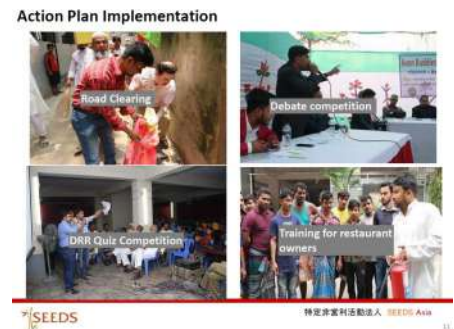 Action Plan Implementation
Road Clearing
Debate competition
DRR Quiz Competition
Training for restaurant
owners
SEEDS
特定非営利活動法人 SEEDS Asia